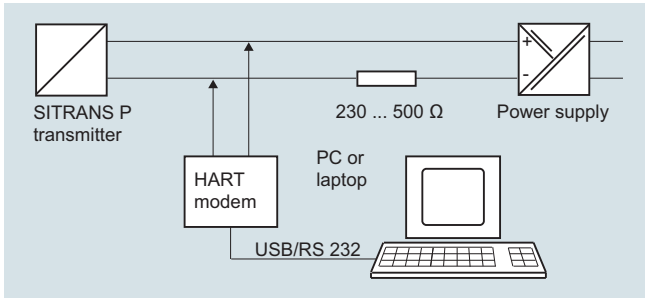 +
-
SITRANS P
transmitter
230 ... 500 Ω
Power supply
PC or
laptop
HART
modem
USB/RS 232